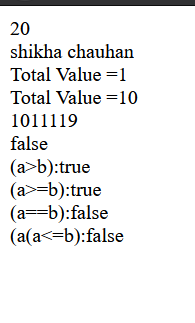 20
shikha chauhan
Total Value =1
Total Value =10
1011119
false
(a>b):true
(a>=b):true
(a==b):false
(a(a<=b):false